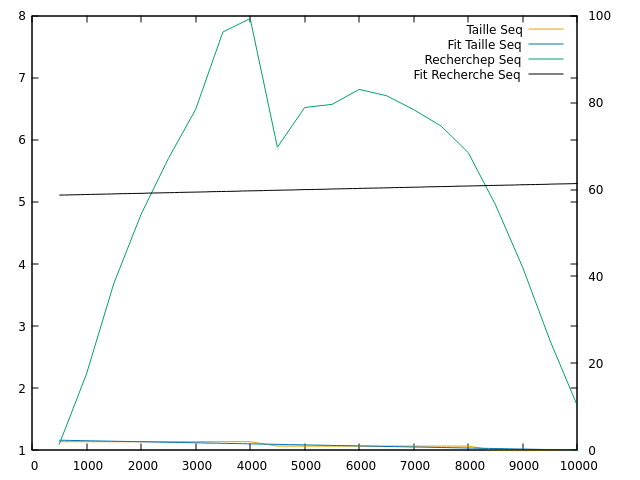 8 100
Taille Seq
Fit Taille Seq
Recherchep Seq
Fit Recherche Seq
7
80
6
5 60
4 40
3
20
2
1 0
0 1000 2000 3000 4000 5000 6000 7000 8000 9000 10000